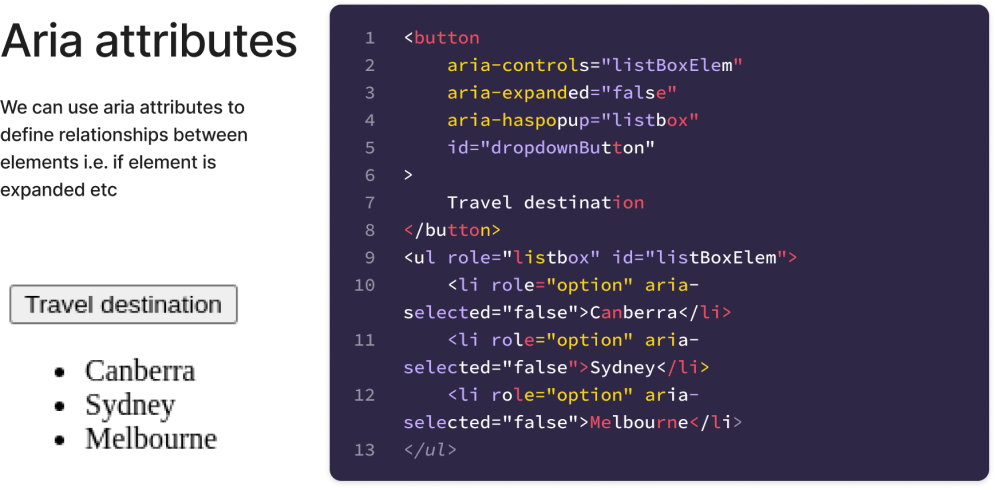 Aria attributes
We can use aria attributes to
define relationships between
elements i.e. if element is
expanded etc
Travel destination
• Canberra
• Sydney
• Melbourne
1 <button
2 aria-controls="listBoxElem"
3 aria-expanded="false"
4 aria-haspopup="listbox"
5 id="dropdownButton"
6 >
7 Travel destination
8 </button>
9 <ul role="listbox" id="listBoxElem">
10 <li role="option" aria-
selected="false">Canberra</li>
11 <li role="option" aria-
selected="false">Sydney</li>
12 <li role="option" aria-
selected="false">Melbourne</li>
13 </ul>